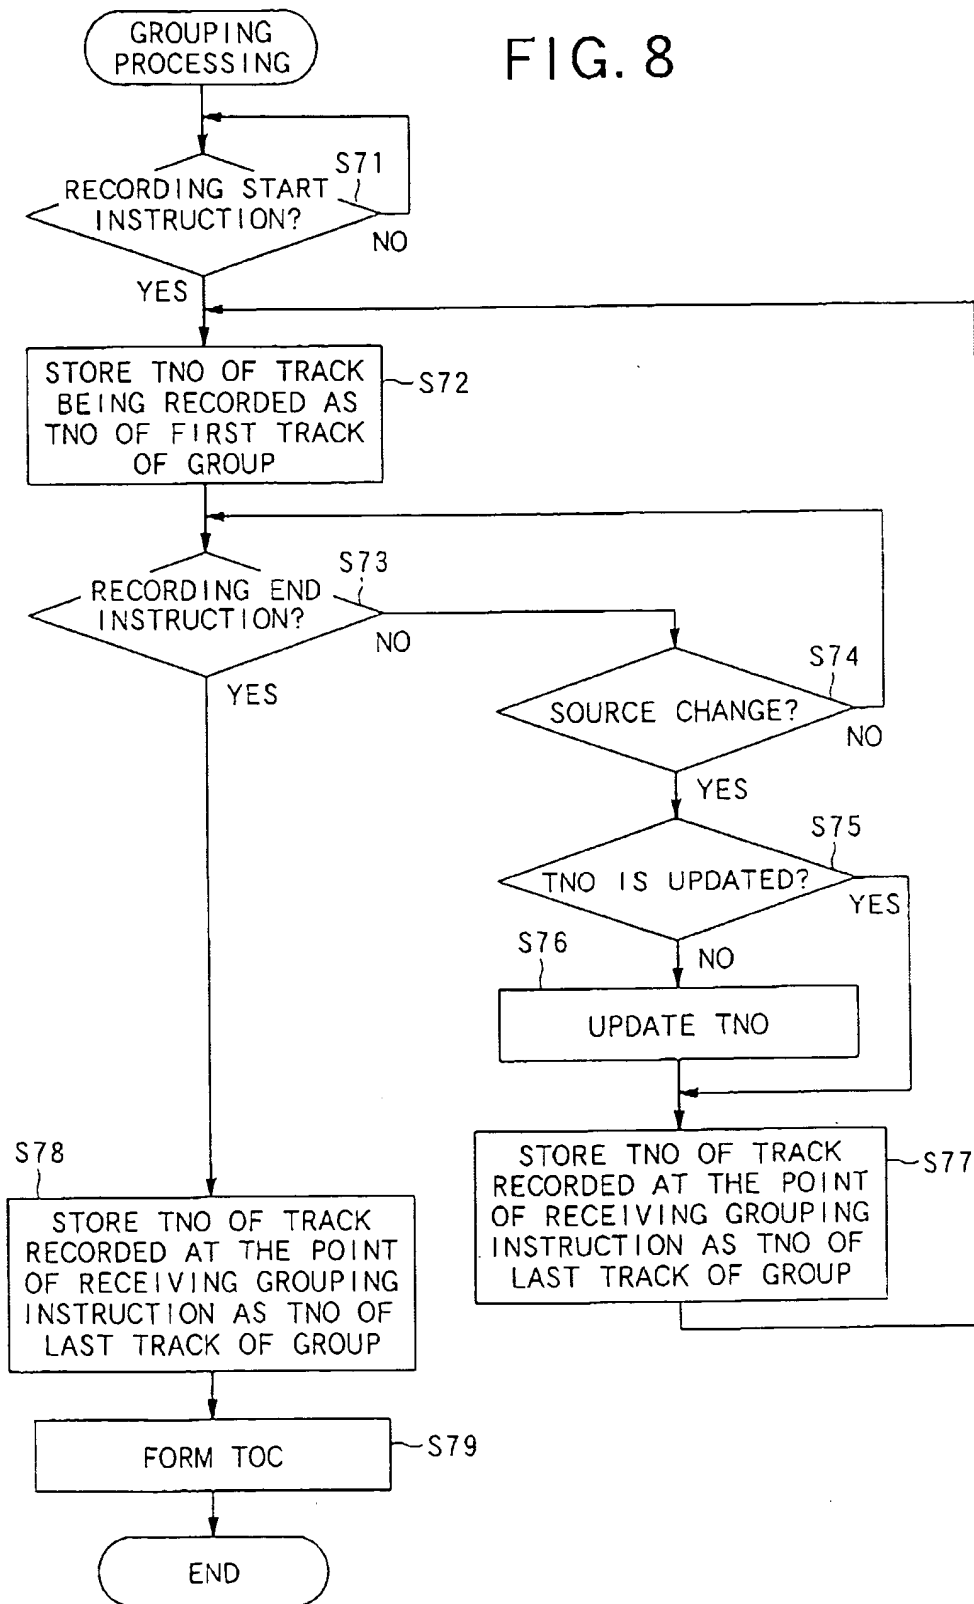 GROUPING
PROCESSING
FIG. 8
S71
RECORDING START
INSTRUCTION?
NO
YES
STORE TNO OF TRACK
BEING RECORDED AS
TNO OF FIRST TRACK
OF GROUP
S72
S73
RECORDING END
INSTRUCTION?
NO
YES
S74
SOURCE CHANGE?
NO
YES
S75
TNO IS UPDATED?
YES
NO
S76
UPDATE TNO
STORE TNO OF TRACK
RECORDED AT THE POINT
OF RECEIVING GROUPING
INSTRUCTION AS TNO OF
LAST TRACK OF GROUP
S77
S78
STORE TNO OF TRACK
RECORDED AT THE POINT
OF RECEIVING GROUPING
INSTRUCTION AS TNO OF
LAST TRACK OF GROUP
FORM TOC
S79
END